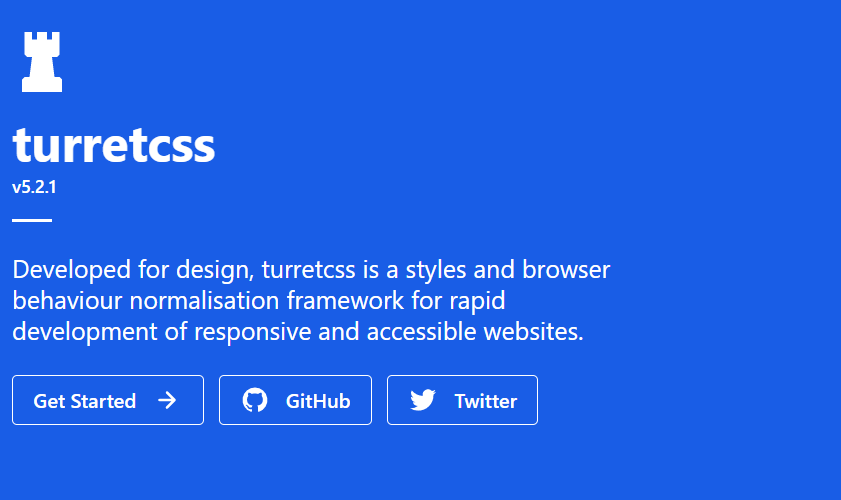 turretcss
v5.2.1
Developed for design, turretcss is a styles and browser
behaviour normalisation framework for rapid
development of responsive and accessible websites.
Get Started
GitHub
Twitter